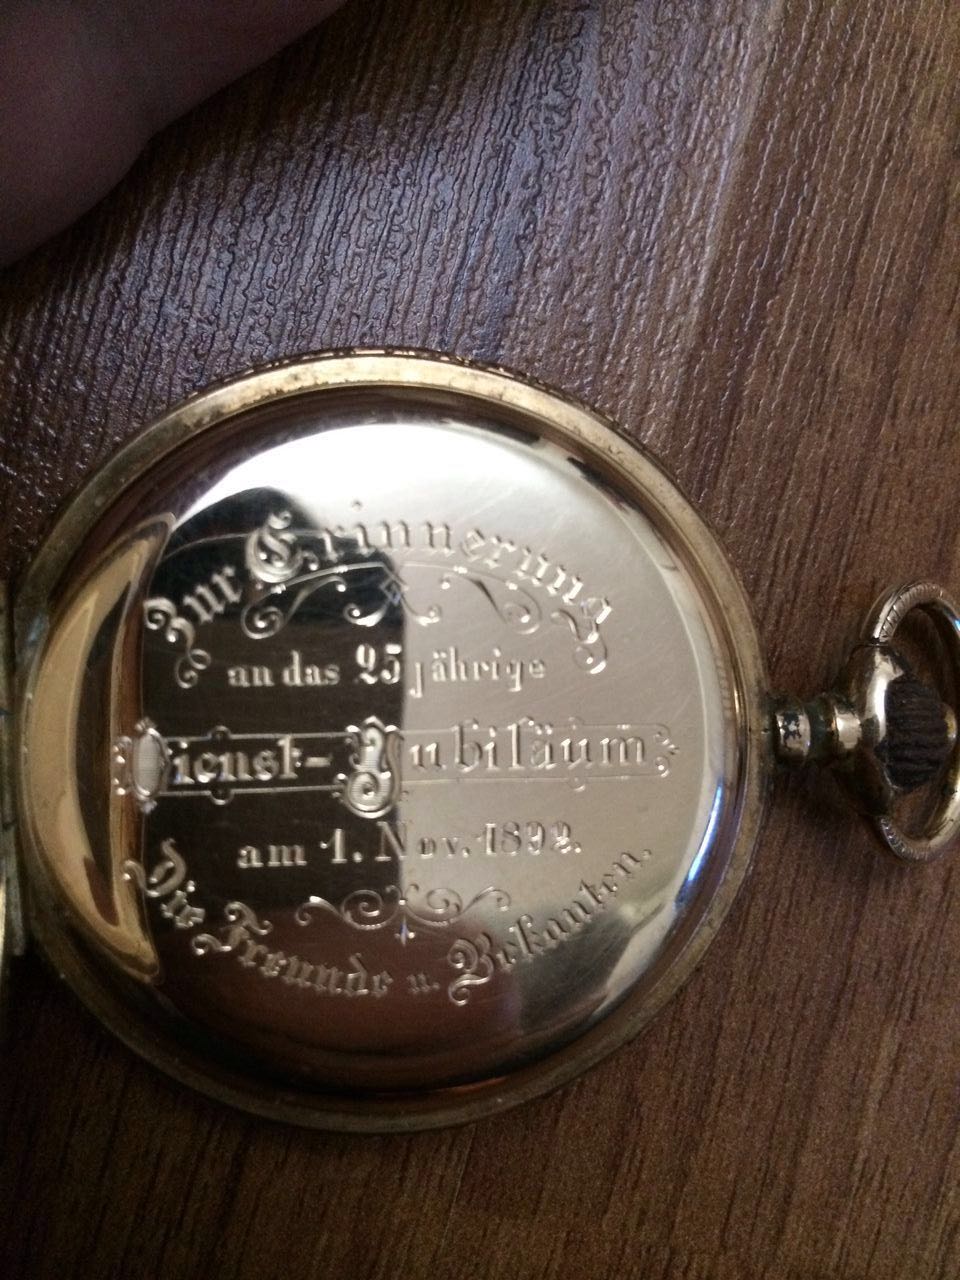 Zur Erinnerung
an das 25 jährige
Dienst-Jubiläum
am 1. Nov. 1892.
die Freunde u. Bekannten.